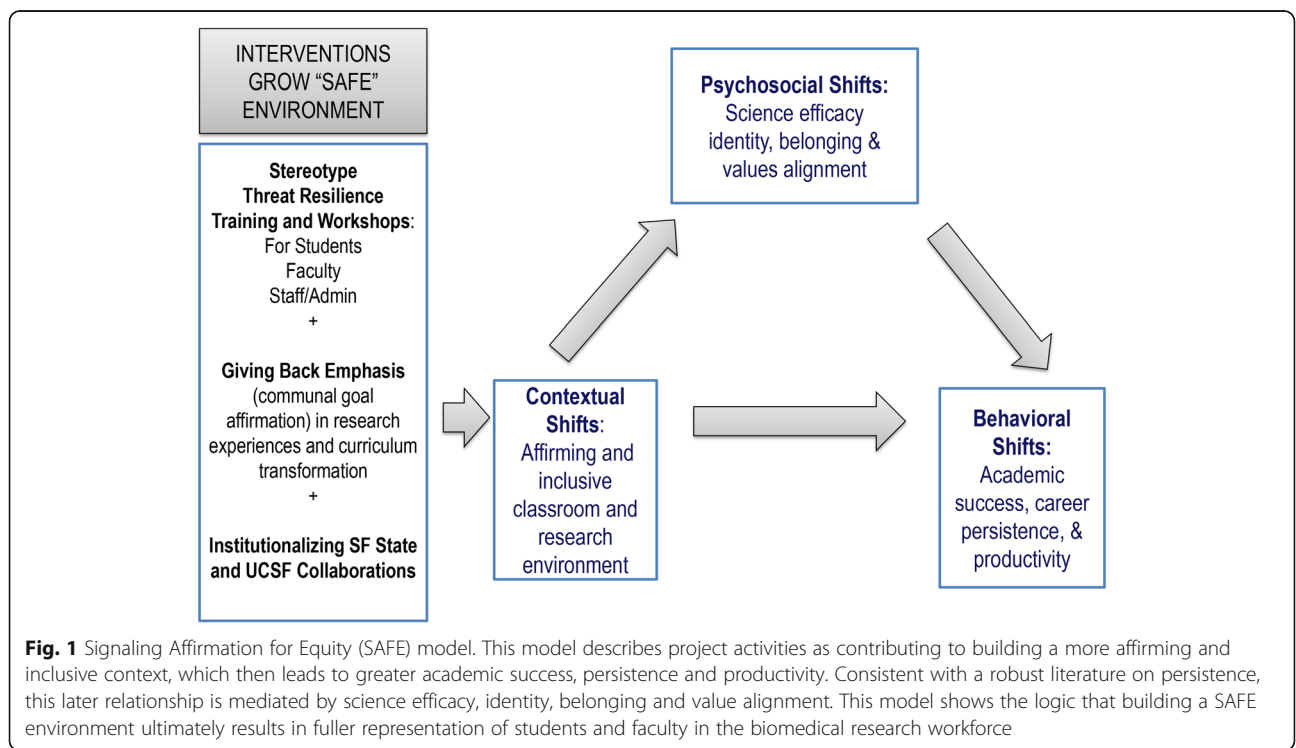 INTERVENTIONS
GROW “SAFE”
ENVIRONMENT
Stereotype
Threat Resilience
Training and Workshops:
For Students
Faculty
Staff/Admin
+
Giving Back Emphasis
(communal goal
affirmation) in research
experiences and curriculum
transformation
+
Institutionalizing SF State
and UCSF Collaborations
Contextual
Shifts:
Affirming and
inclusive
classroom and
research
environment
Psychosocial Shifts:
Science efficacy
identity, belonging &
values alignment
Behavioral
Shifts:
Academic
success, career
persistence, &
productivity
Fig. 1 Signaling Affirmation for Equity (SAFE) model. This model describes project activities as contributing to building a more affirming and
inclusive context, which then leads to greater academic success, persistence and productivity. Consistent with a robust literature on persistence,
this later relationship is mediated by science efficacy, identity, belonging and value alignment. This model shows the logic that building a SAFE
environment ultimately results in fuller representation of students and faculty in the biomedical research workforce